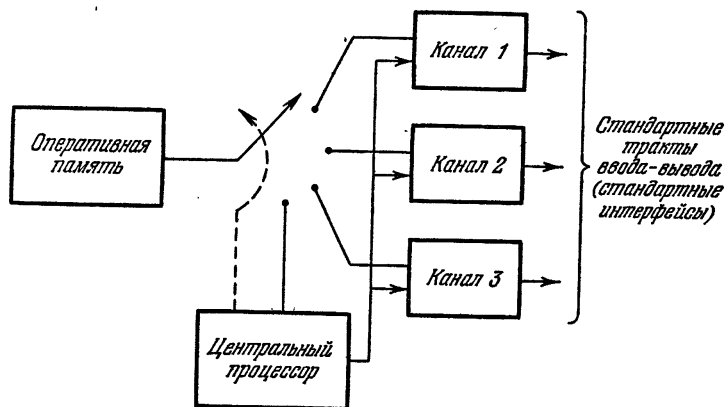 Канал 1
Оперативная
память
Канал 2
Стандартные
тракты
ввода-вывода
(стандартные
интерфейсы)
Канал 3
Центральный
процессор